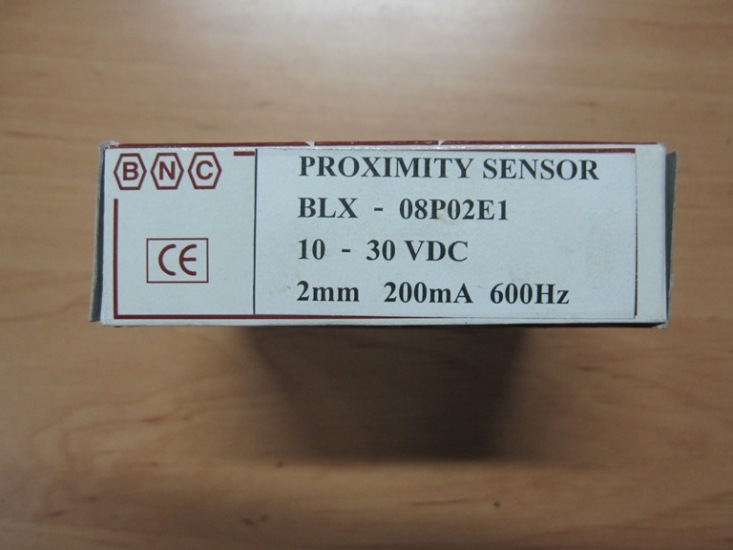 BNC
CE
PROXIMITY SENSOR
BLX - 08P02E1
10 - 30 VDC
2mm 200mA 600Hz